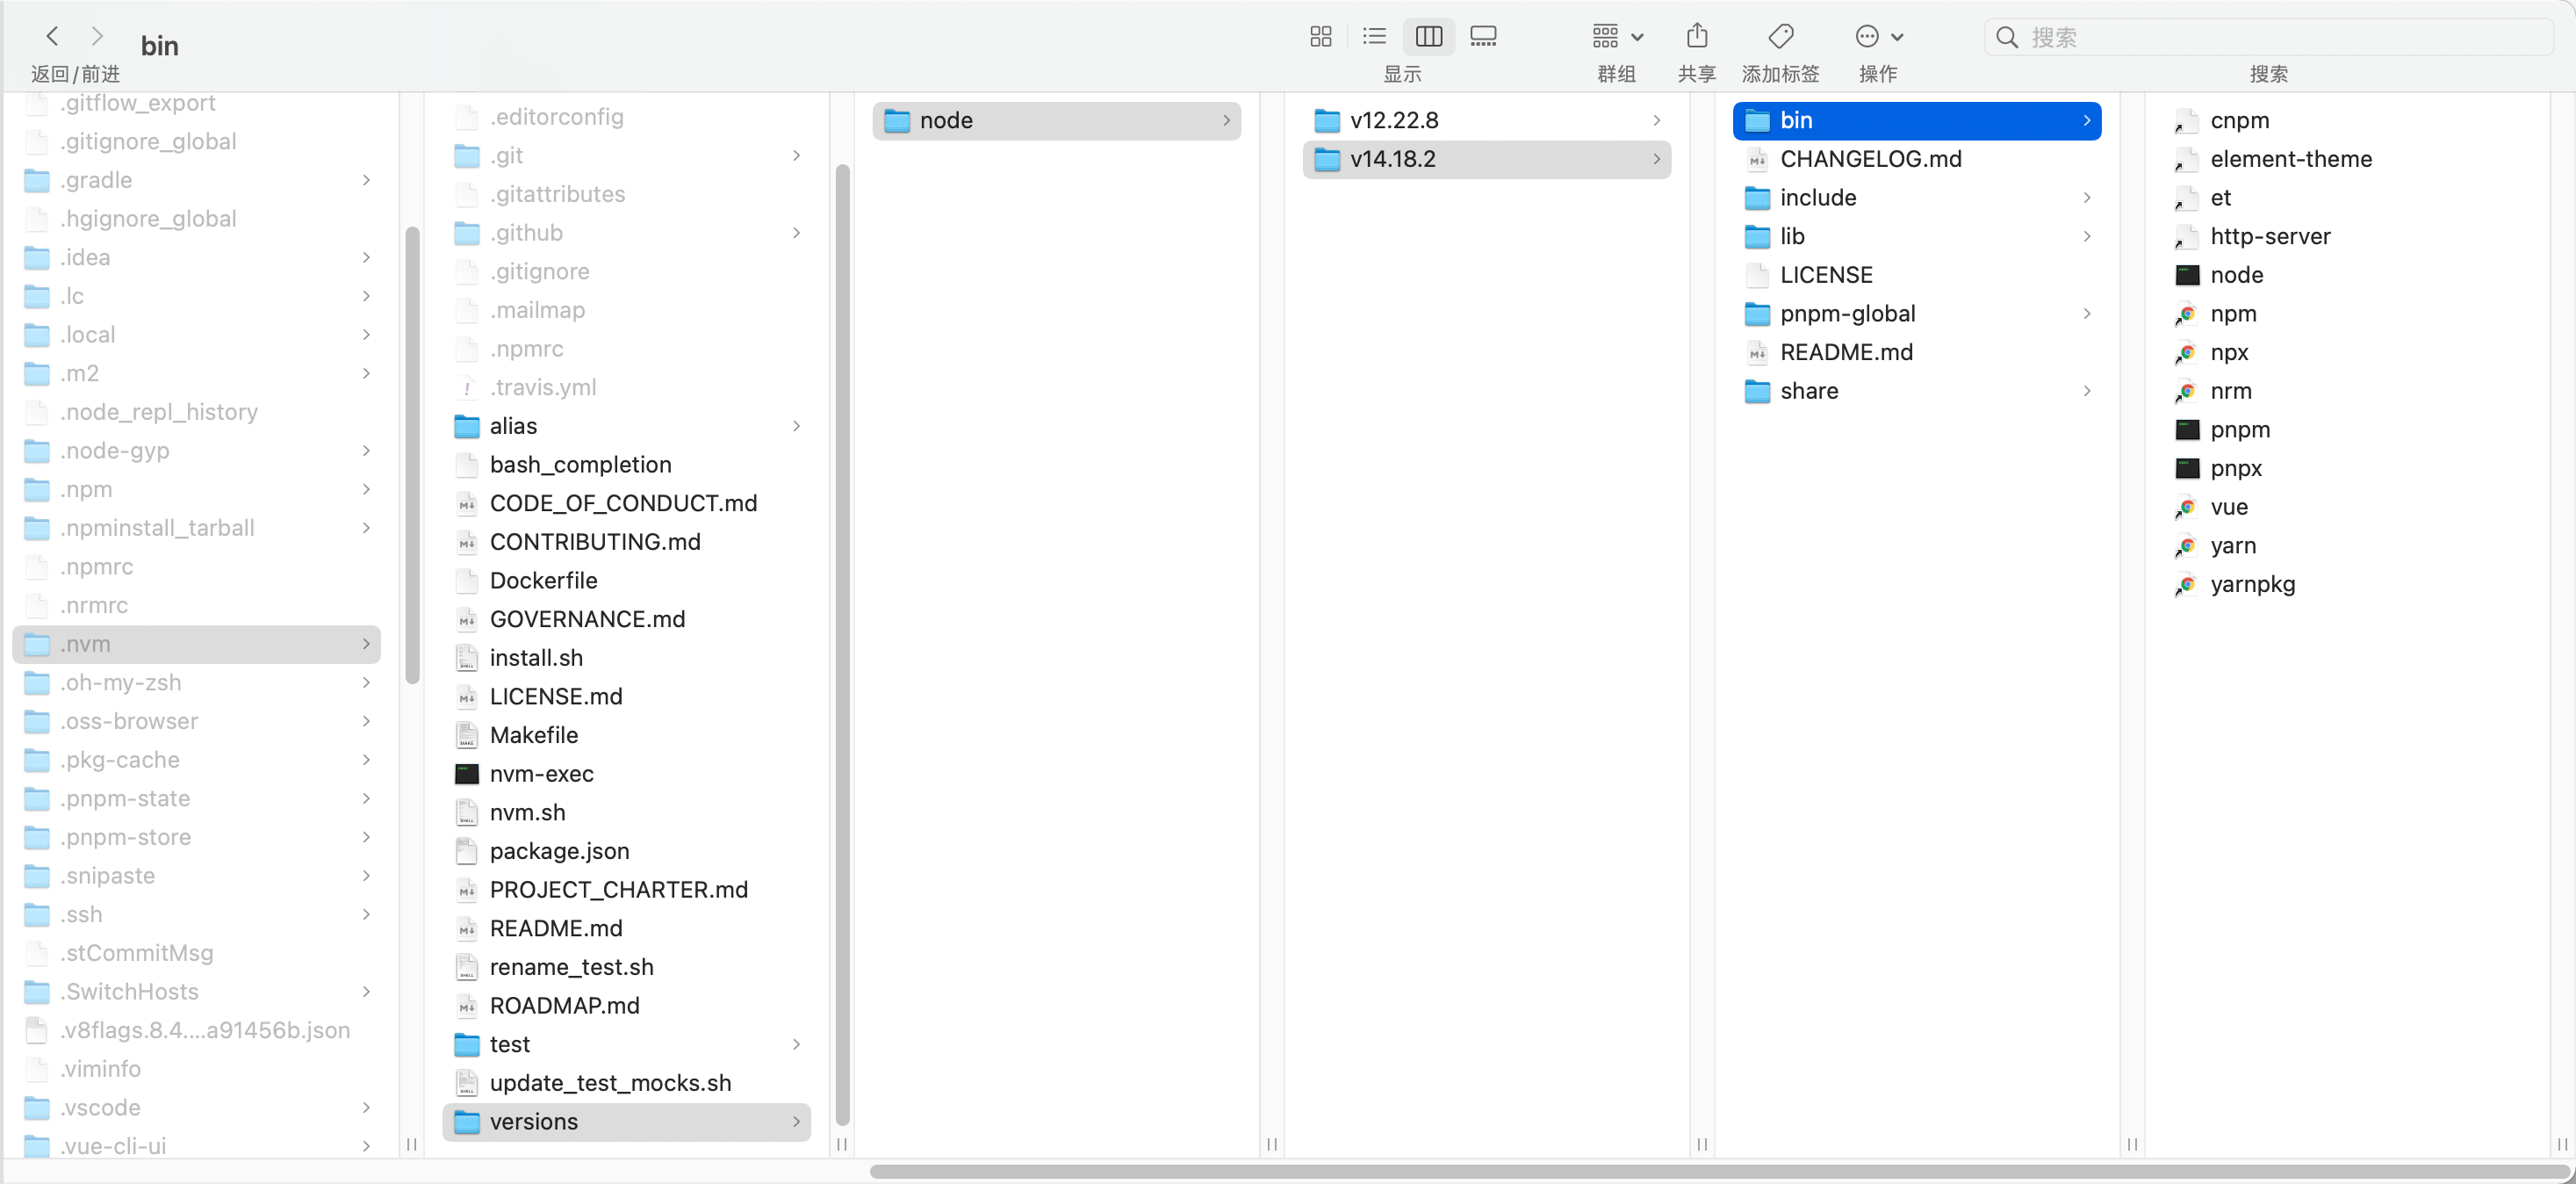 bin
返回/前进
显示
群组
共享
添加标签
操作
搜索
搜索
.gitflow_export
.gitignore_global
.gradle
.hgignore_global
.idea
.lc
.local
.m2
.node_repl_history
.node-gyp
.npm
.npminstall_tarball
.npmrc
.nrmrc
.nvm
.oh-my-zsh
.oss-browser
.pkg-cache
.pnpm-state
.pnpm-store
.snipaste
.ssh
.stCommitMsg
.SwitchHosts
.v8flags.8.4....a91456b.json
.viminfo
.vscode
.vue-cli-ui
.editorconfig
.git
.gitattributes
.github
.gitignore
.mailmap
.npmrc
.travis.yml
alias
bash_completion
CODE_OF_CONDUCT.md
CONTRIBUTING.md
Dockerfile
GOVERNANCE.md
install.sh
LICENSE.md
Makefile
nvm-exec
nvm.sh
package.json
PROJECT_CHARTER.md
README.md
rename_test.sh
ROADMAP.md
test
update_test_mocks.sh
versions
node
v12.22.8
v14.18.2
bin
CHANGELOG.md
include
lib
LICENSE
pnpm-global
README.md
share
cnpm
element-theme
et
http-server
node
npm
npx
nrm
pnpm
pnpx
vue
yarn
yarnpkg